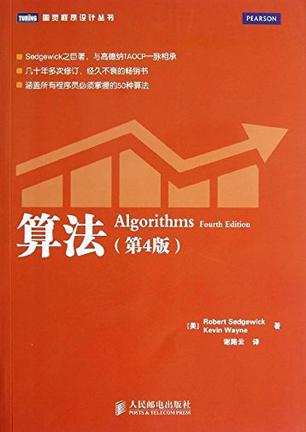 TURING 图灵程序设计丛书 PEARSON
■ Sedgewick之巨著，与高德纳TAOCP一脉相承
■ 几十年多次修订，经久不衰的畅销书
■ 涵盖所有程序员必须掌握的50种算法
算法 Algorithms Fourth Edition
（第4版）
[美] Robert Sedgewick 著
Kevin Wayne
谢路云 译
人民邮电出版社
POSTS & TELECOM PRESS